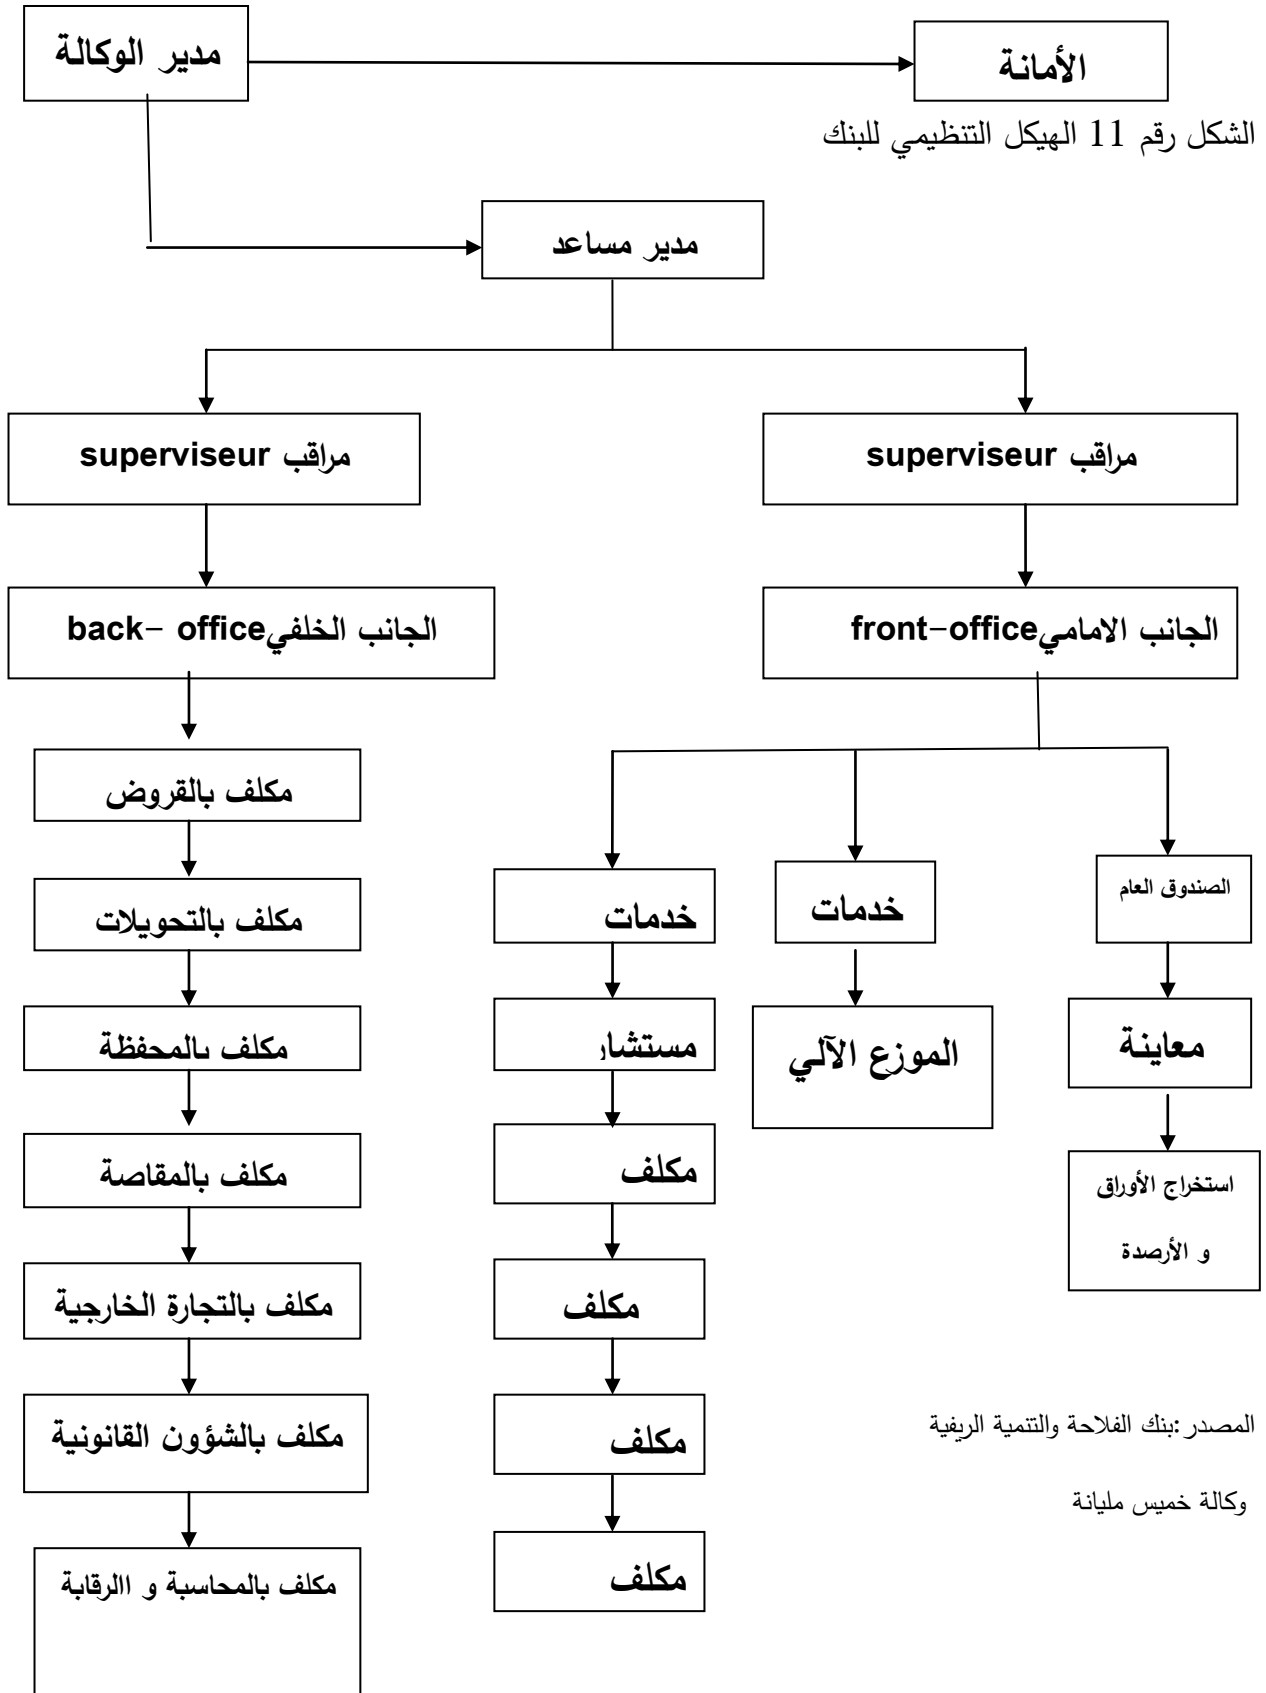 مدير الوكالة
الأمانة
الشكل رقم 11 الهيكل التنظيمي للبنك
مدير مساعد
مراقب superviseur
مراقب superviseur
الجانب الاماميfront-office
الجانب الخلفيback- office
الصندوق العام
معاينة
استخراج الأوراق
و الأرصدة
خدمات
الموزع الآلي
خدمات
مستشار
مكلف
مكلف
مكلف
مكلف
مكلف بالقروض
مكلف بالتحويلات
مكلف بالمحفظة
مكلف بالمقاصة
مكلف بالتجارة الخارجية
مكلف بالشؤون القانونية
مكلف بالمحاسبة و االرقابة
المصدر :بنك الفلاحة والتنمية الريفية
وكالة خميس مليانة